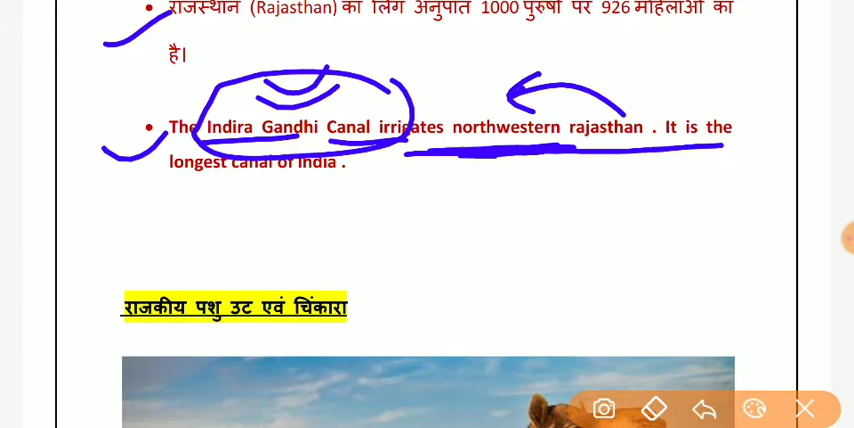 राजस्थान (Rajasthan) का लिंग अनुपात 1000 पुरुषों पर 926 महिलाओं का
है।
The Indira Gandhi Canal irrigates northwestern rajasthan . It is the
longest canal of India .
राजकीय पशु उट एवं चिंकारा